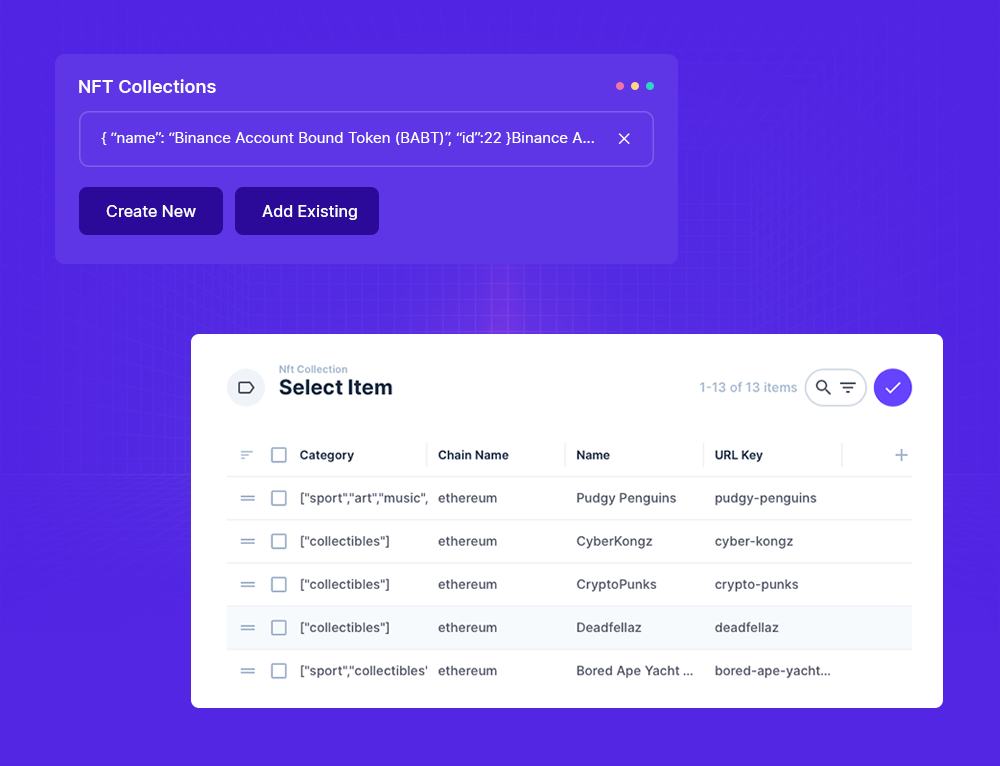 NFT Collections
{ “name”: “Binance Account Bound Token (BABT)”, “id”:22 }Binance A...
Create New Add Existing
Nft Collection
Select Item
1-13 of 13 items
Category Chain Name Name URL Key
["sport","art","music", ethereum Pudgy Penguins pudgy-penguins
["collectibles"] ethereum CyberKongz cyber-kongz
["collectibles"] ethereum CryptoPunks crypto-punks
["collectibles"] ethereum Deadfellaz deadfellaz
["sport","collectibles" ethereum Bored Ape Yacht ... bored-ape-yacht...